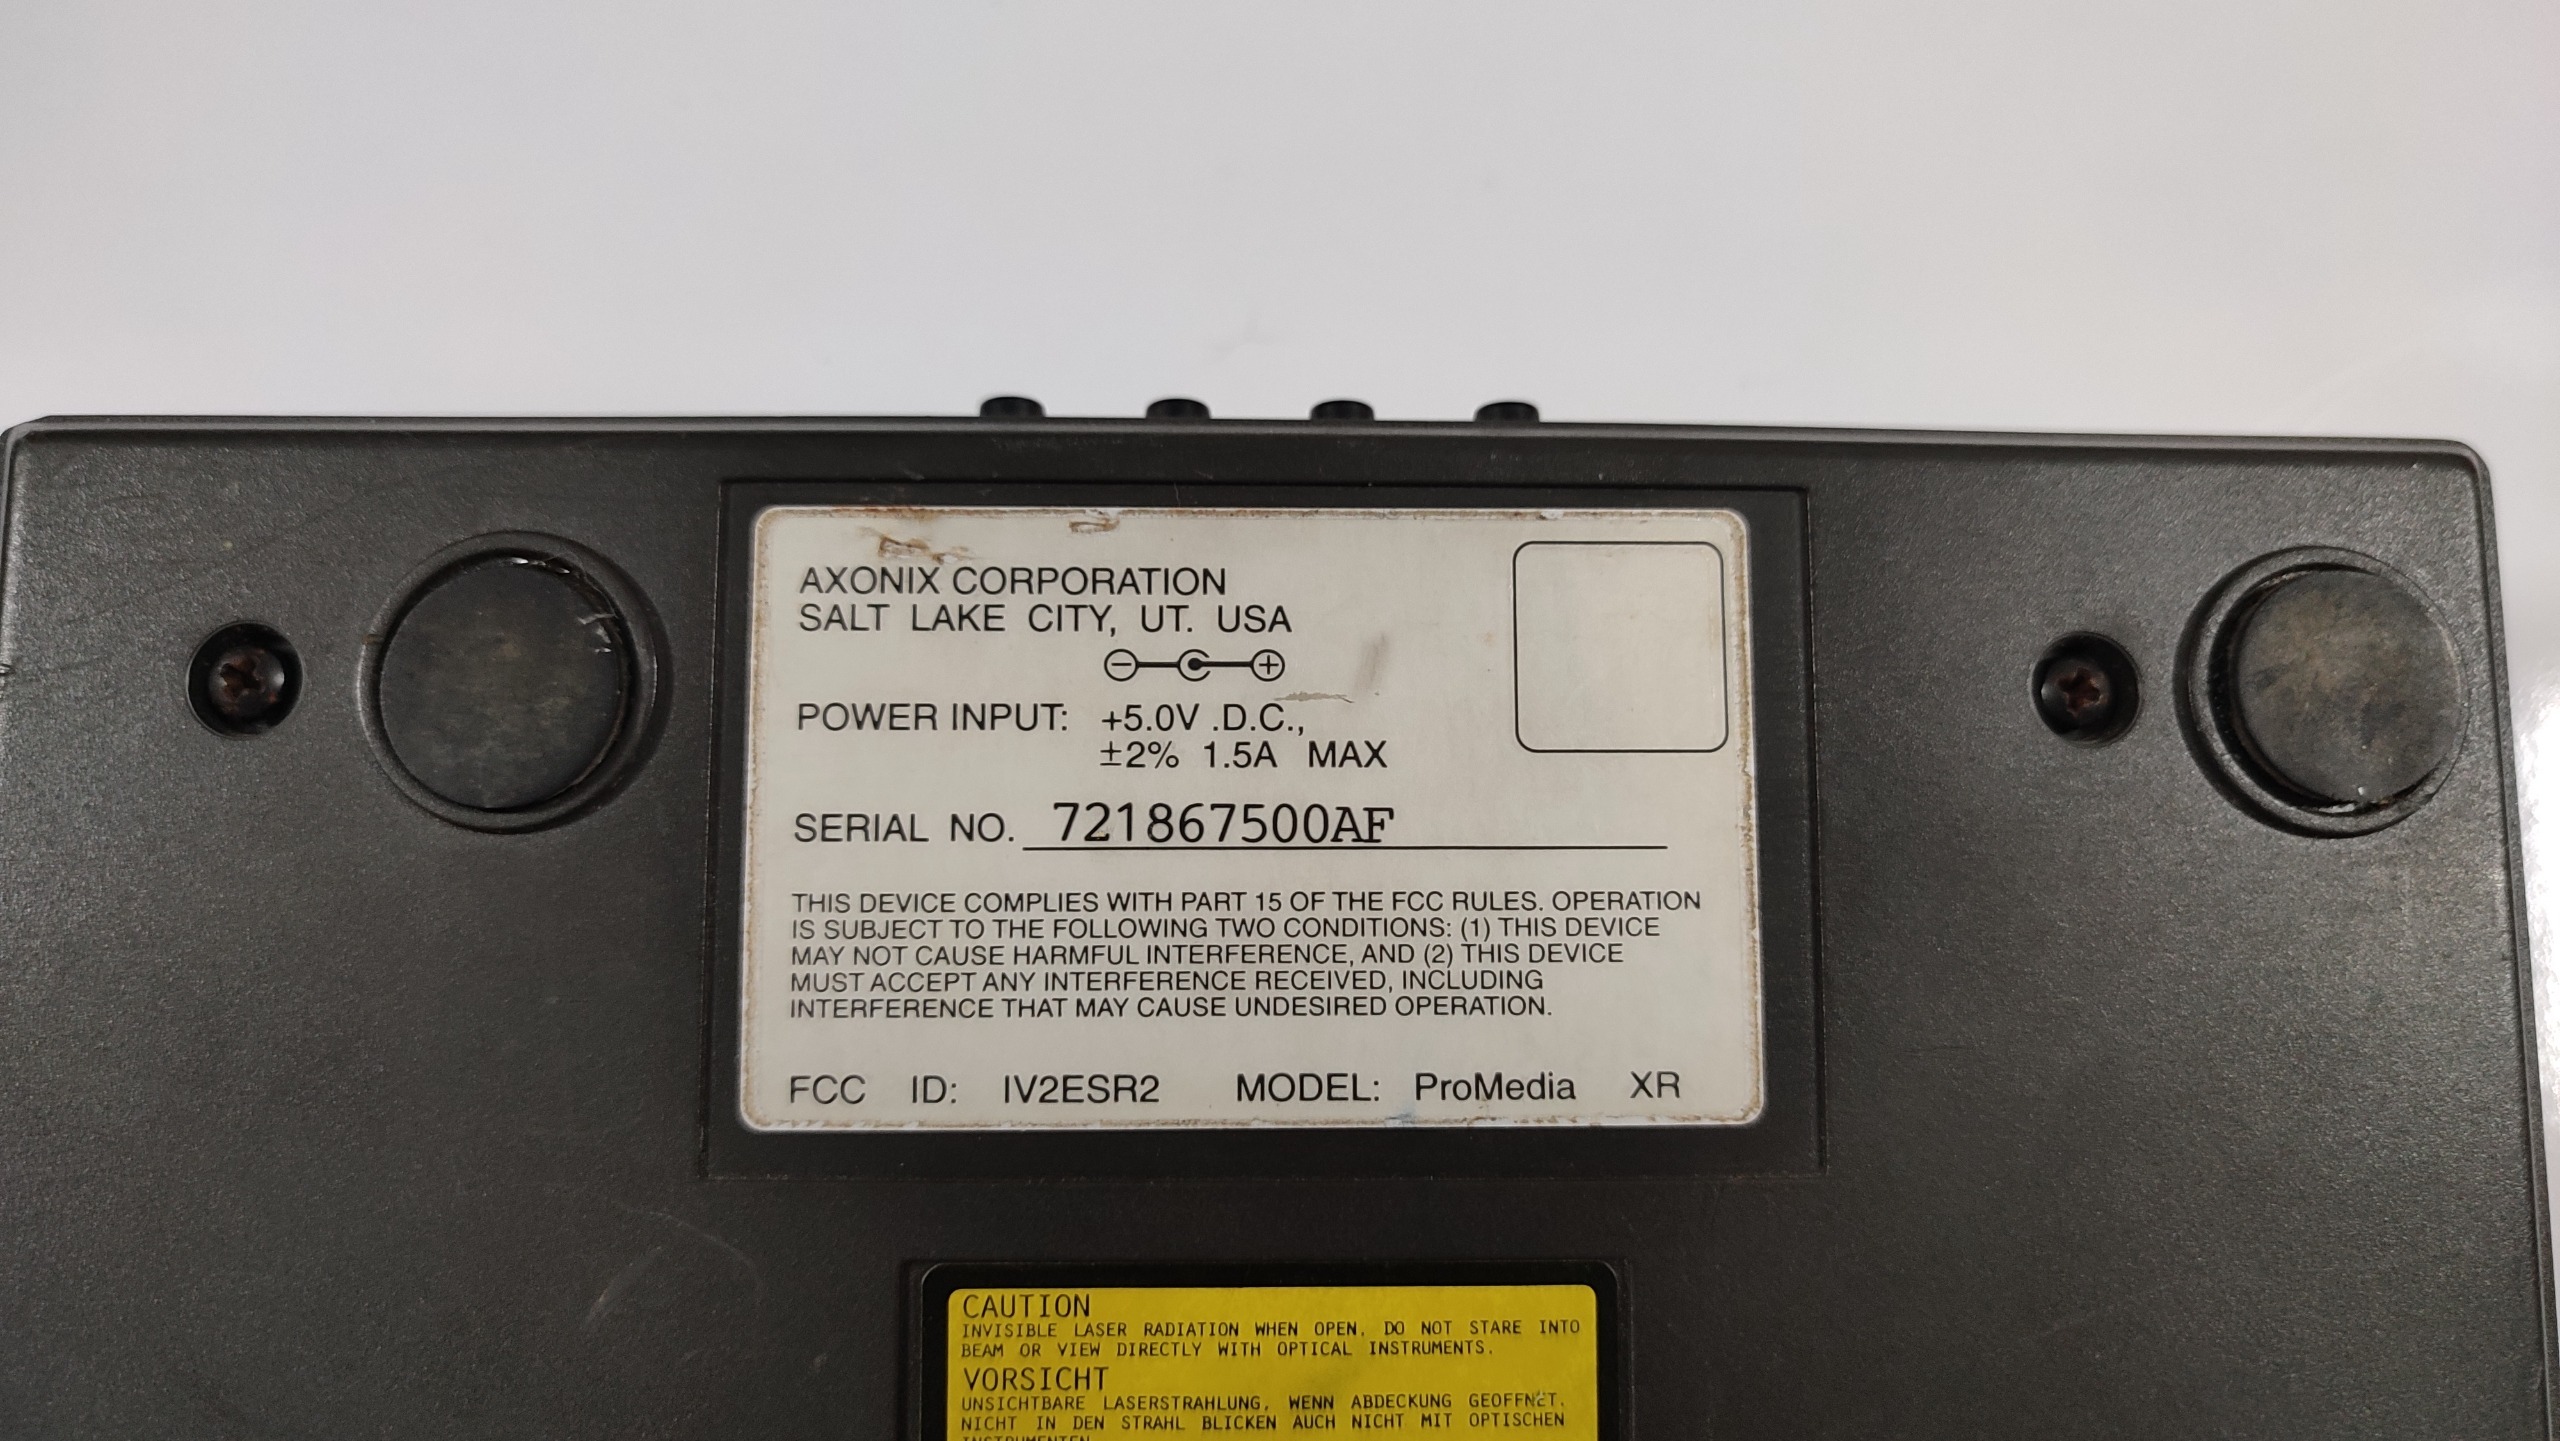 AXONIX CORPORATION
SALT LAKE CITY, UT. USA
POWER INPUT: +5.0V .D.C.,
±2% 1.5A MAX
SERIAL NO. 721867500AF
THIS DEVICE COMPLIES WITH PART 15 OF THE FCC RULES. OPERATION
IS SUBJECT TO THE FOLLOWING TWO CONDITIONS: (1) THIS DEVICE
MAY NOT CAUSE HARMFUL INTERFERENCE, AND (2) THIS DEVICE
MUST ACCEPT ANY INTERFERENCE RECEIVED, INCLUDING
INTERFERENCE THAT MAY CAUSE UNDESIRED OPERATION.
FCC ID: IV2ESR2 MODEL: ProMedia XR
CAUTION
INVISIBLE LASER RADIATION WHEN OPEN. DO NOT STARE INTO
BEAM OR VIEW DIRECTLY WITH OPTICAL INSTRUMENTS.
VORSICHT
UNSICHTBARE LASERSTRAHLUNG, WENN ABDECKUNG GEOFFNET.
NICHT IN DEN STRAHL BLICKEN AUCH NICHT MIT OPTISCHEN